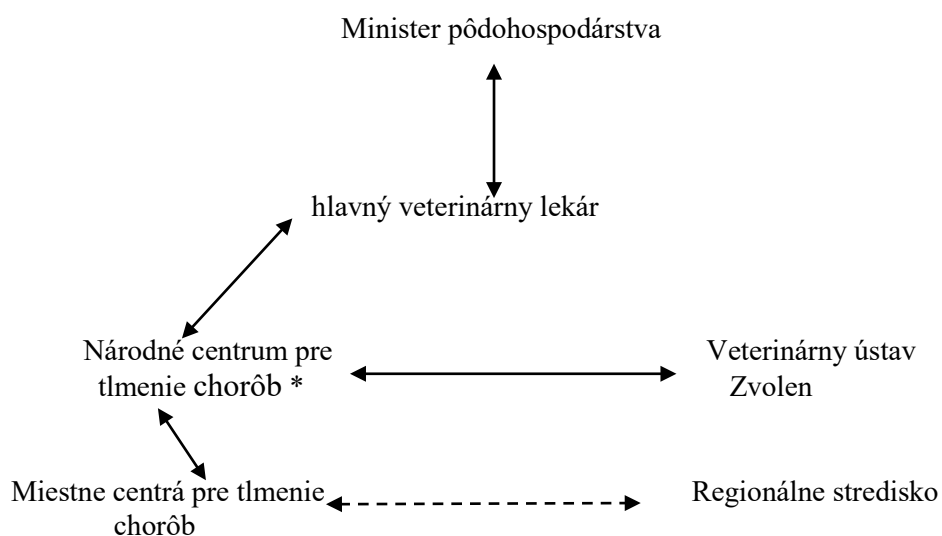 Minister pôdohospodárstva
hlavný veterinárny lekár
Národné centrum pre
tlmenie chorôb *
Veterinárny ústav
Zvolen
Miestne centrá pre tlmenie
chorôb
Regionálne stredisko